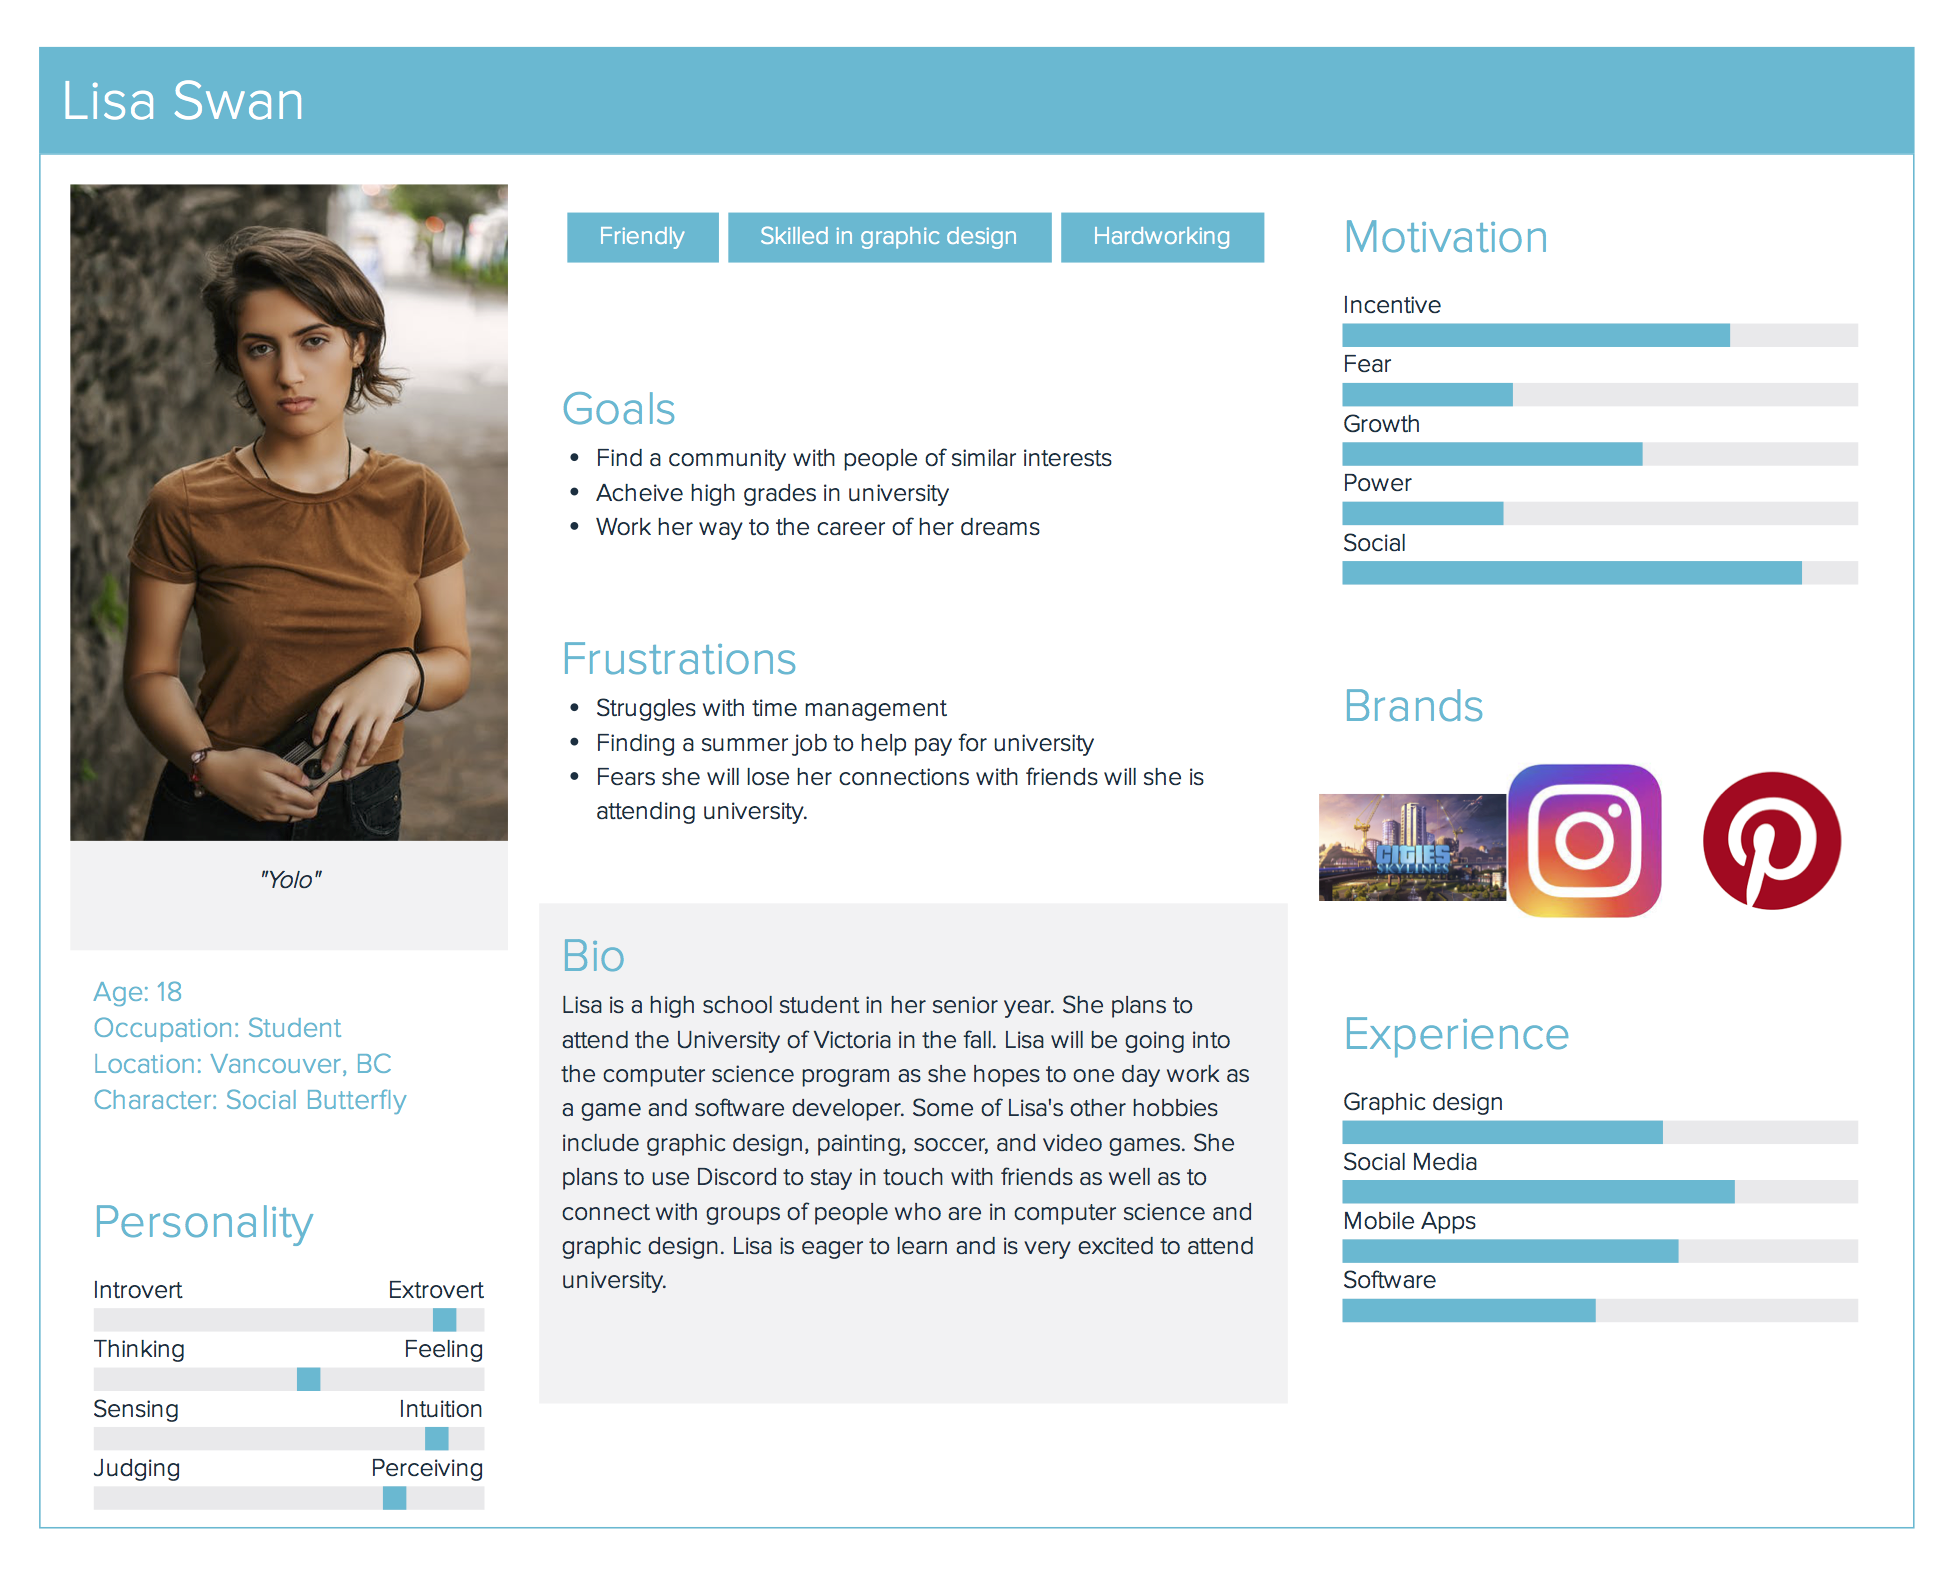 Lisa Swan
"Yolo"
Age: 18
Occupation: Student
Location: Vancouver, BC
Character: Social Butterfly
Personality
Introvert Extrovert
Thinking Feeling
Sensing Intuition
Judging Perceiving
Friendly Skilled in graphic design Hardworking
Goals
• Find a community with people of similar interests
• Acheive high grades in university
• Work her way to the career of her dreams
Frustrations
• Struggles with time management
• Finding a summer job to help pay for university
• Fears she will lose her connections with friends will she is
attending university.
Bio
Lisa is a high school student in her senior year. She plans to
attend the University of Victoria in the fall. Lisa will be going into
the computer science program as she hopes to one day work as
a game and software developer. Some of Lisa's other hobbies
include graphic design, painting, soccer, and video games. She
plans to use Discord to stay in touch with friends as well as to
connect with groups of people who are in computer science and
graphic design. Lisa is eager to learn and is very excited to attend
university.
Motivation
Incentive
Fear
Growth
Power
Social
Brands
CITIES
SKYLINES
Experience
Graphic design
Social Media
Mobile Apps
Software